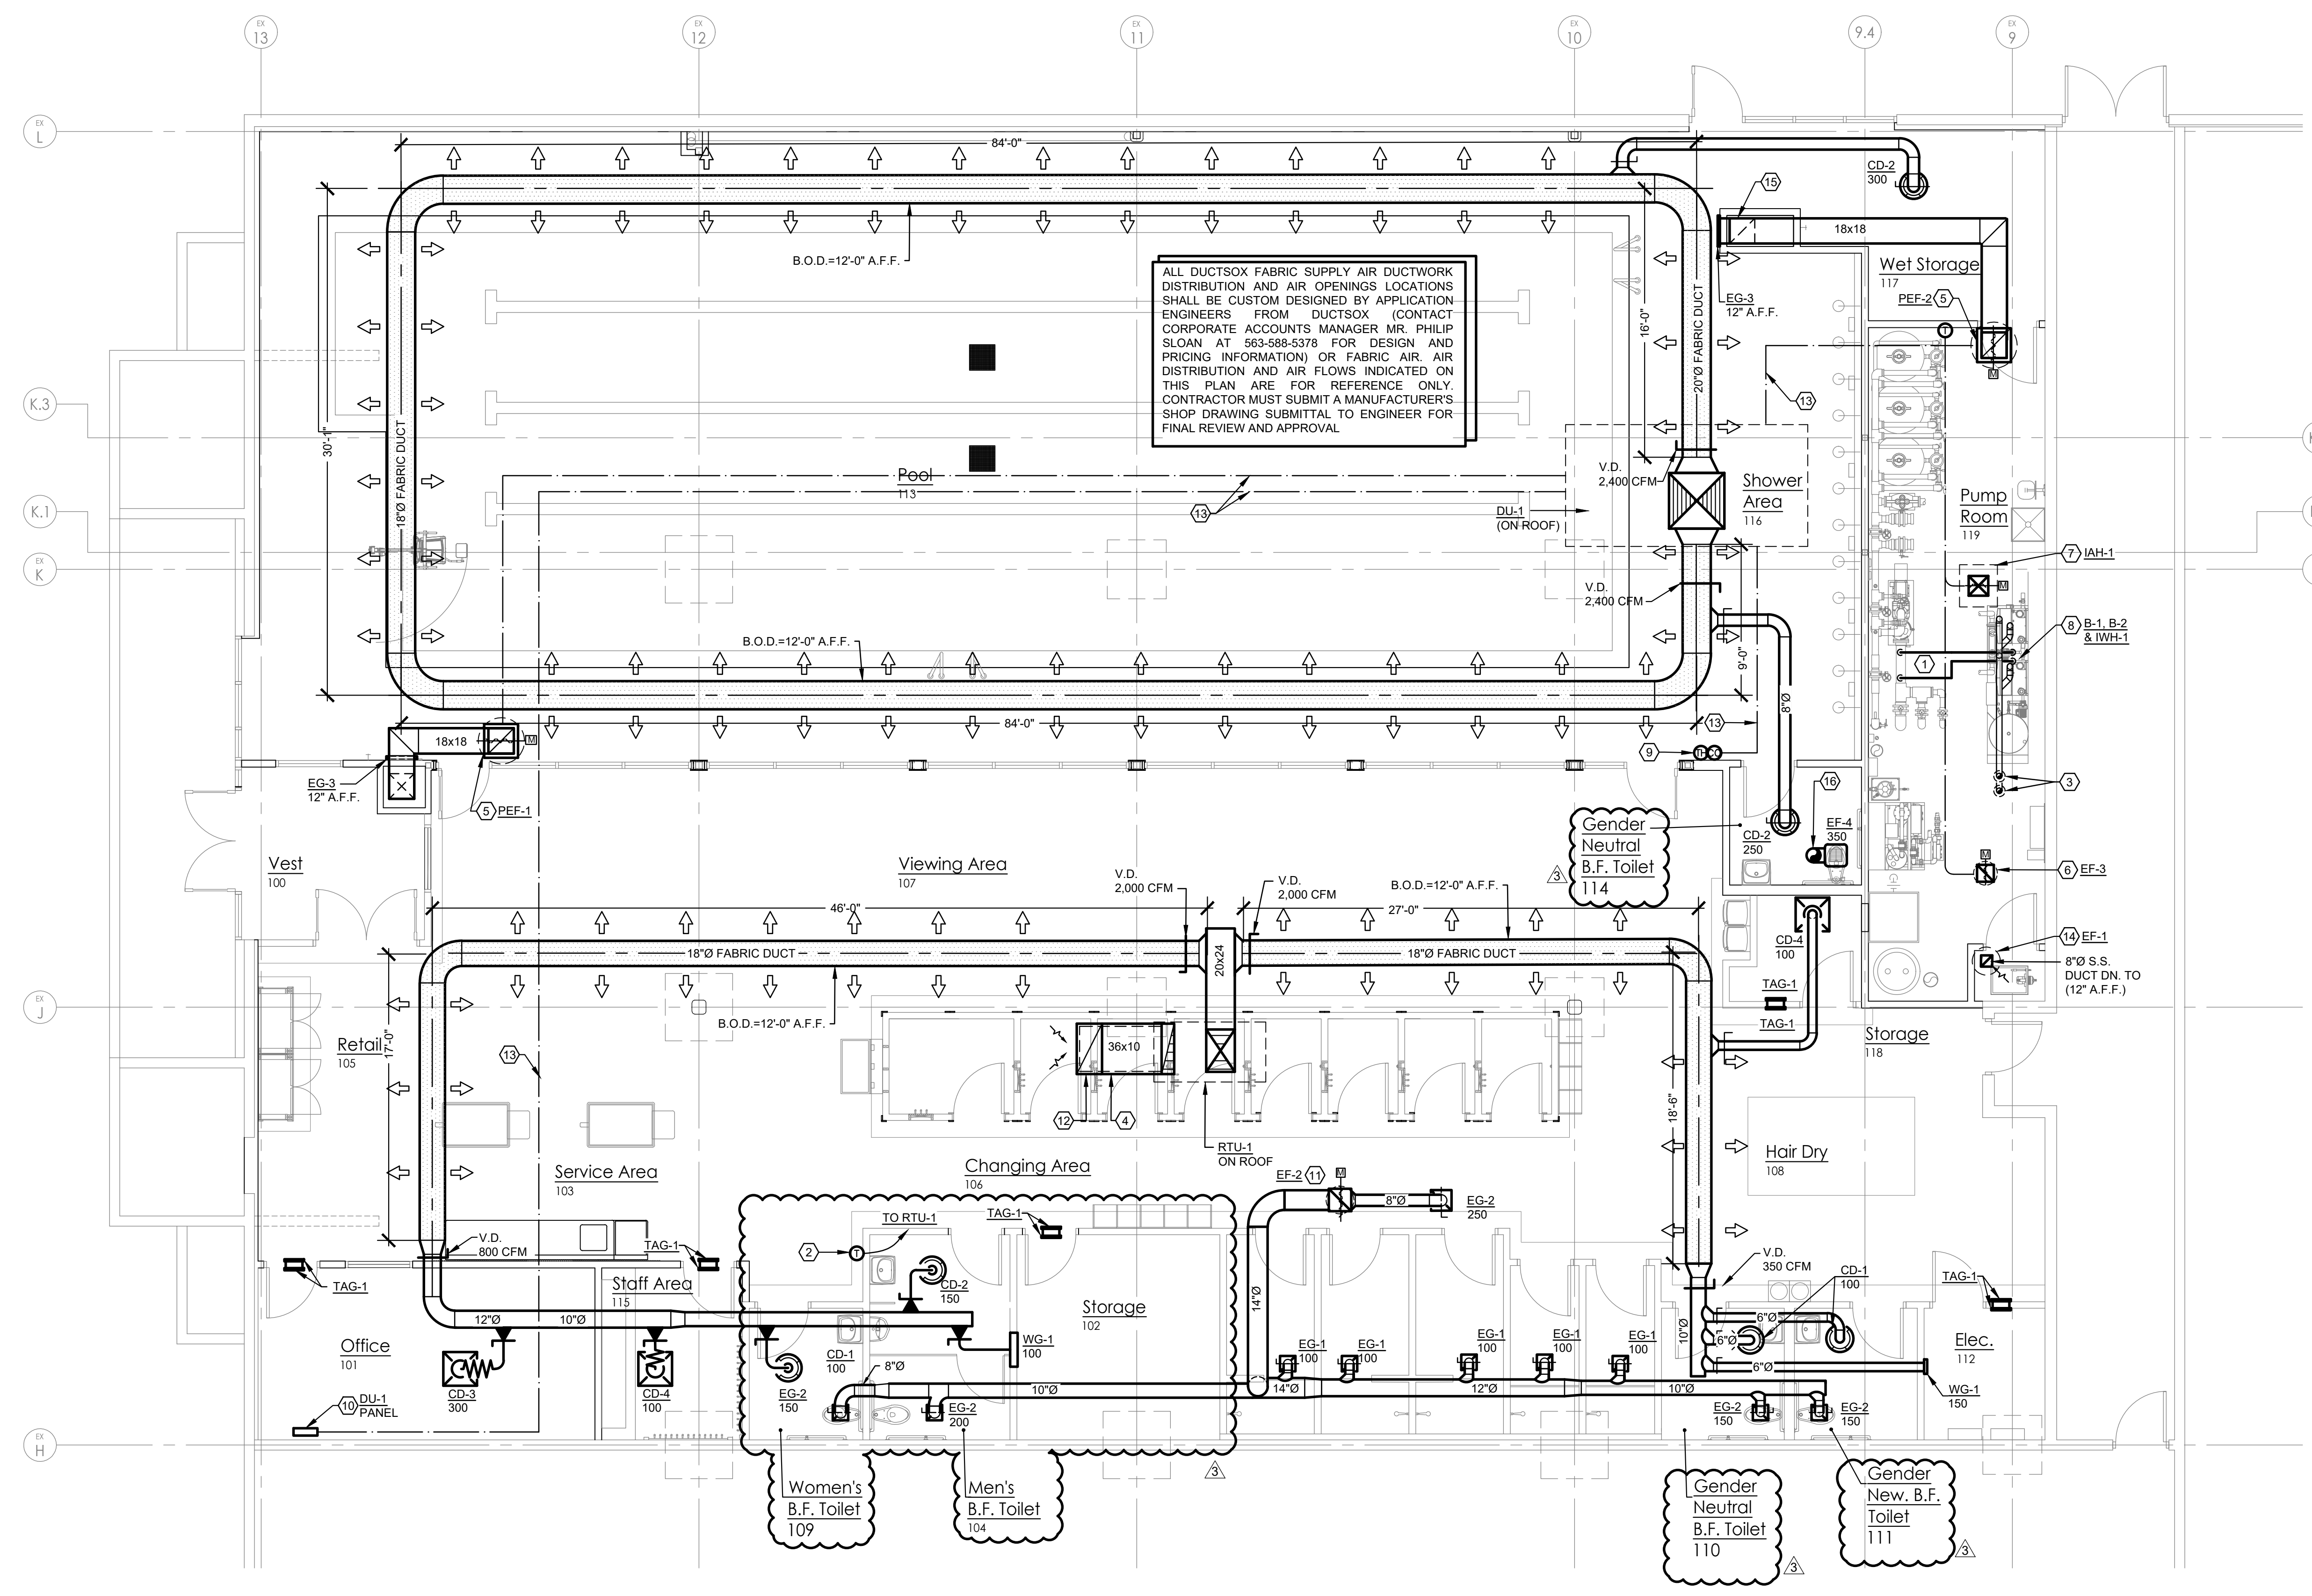 EX
13
EX
12
EX
11
EX
10
9.4
EX
9
EX
L
K.3
K.1
EX
K
EX
J
EX
H
84'-0"
CD-2
300
15
18x18
B.O.D.=12'-0" A.F.F.
ALL DUCTSOX FABRIC SUPPLY AIR DUCTWORK
DISTRIBUTION AND AIR OPENINGS LOCATIONS
SHALL BE CUSTOM DESIGNED BY APPLICATION
ENGINEERS FROM DUCTSOX (CONTACT
CORPORATE ACCOUNTS MANAGER MR. PHILIP
SLOAN AT 563-588-5378 FOR DESIGN AND
PRICING INFORMATION) OR FABRIC AIR. AIR
DISTRIBUTION AND AIR FLOWS INDICATED ON
THIS PLAN ARE FOR REFERENCE ONLY.
CONTRACTOR MUST SUBMIT A MANUFACTURER'S
SHOP DRAWING SUBMITTAL TO ENGINEER FOR
FINAL REVIEW AND APPROVAL
16'-0"
20"Ø FABRIC DUCT
EG-3
12" A.F.F.
Wet Storage
117
PEF-2
5
T
M
13
30'-1"
18"Ø FABRIC DUCT
Pool
113
13
V.D.
2,400 CFM
Shower
Area
116
DU-1
(ON ROOF)
Pump
Room
119
7
IAH-1
M
V.D.
2,400 CFM
8
B-1, B-2
& IWH-1
1
B.O.D.=12'-0" A.F.F.
9'-0"
8"Ø
84'-0"
13
18x18
M
9
TH
CO
EG-3
12" A.F.F.
5
PEF-1
16
3
Gender
Neutral
B.F. Toilet
114
3
CD-2
250
EF-4
350
M
6
EF-3
Vest
100
Viewing Area
107
V.D.
2,000 CFM
V.D.
2,000 CFM
B.O.D.=12'-0" A.F.F.
46'-0"
27'-0"
18"Ø FABRIC DUCT
20x24
18"Ø FABRIC DUCT
CD-4
100
14
EF-1
8"Ø S.S.
DUCT DN. TO
(12" A.F.F.)
TAG-1
TAG-1
B.O.D.=12'-0" A.F.F.
Retail
105
17'-0"
13
36x10
Storage
118
12
4
18'-6"
RTU-1
ON ROOF
Service Area
103
Changing Area
106
Hair Dry
108
EF-2
11
M
8"Ø
EG-2
250
TO RTU-1
TAG-1
2
T
V.D.
800 CFM
TAG-1
TAG-1
Staff Area
115
CD-2
150
Storage
102
14"Ø
V.D.
350 CFM
CD-1
100
TAG-1
12"Ø
10"Ø
Office
101
WG-1
100
CD-1
100
EG-1
100
EG-1
100
EG-1
100
EG-1
100
EG-1
100
10"Ø
6"Ø
6"Ø
6"Ø
Elec.
112
CD-3
300
CD-4
100
EG-2
150
8"Ø
10"Ø
14"Ø
12"Ø
10"Ø
WG-1
150
10
DU-1
PANEL
EG-2
200
EG-2
150
EG-2
150
3
Women's
B.F. Toilet
109
Men's
B.F. Toilet
104
Gender
Neutral
B.F. Toilet
110
3
Gender
New. B.F.
Toilet
111
3